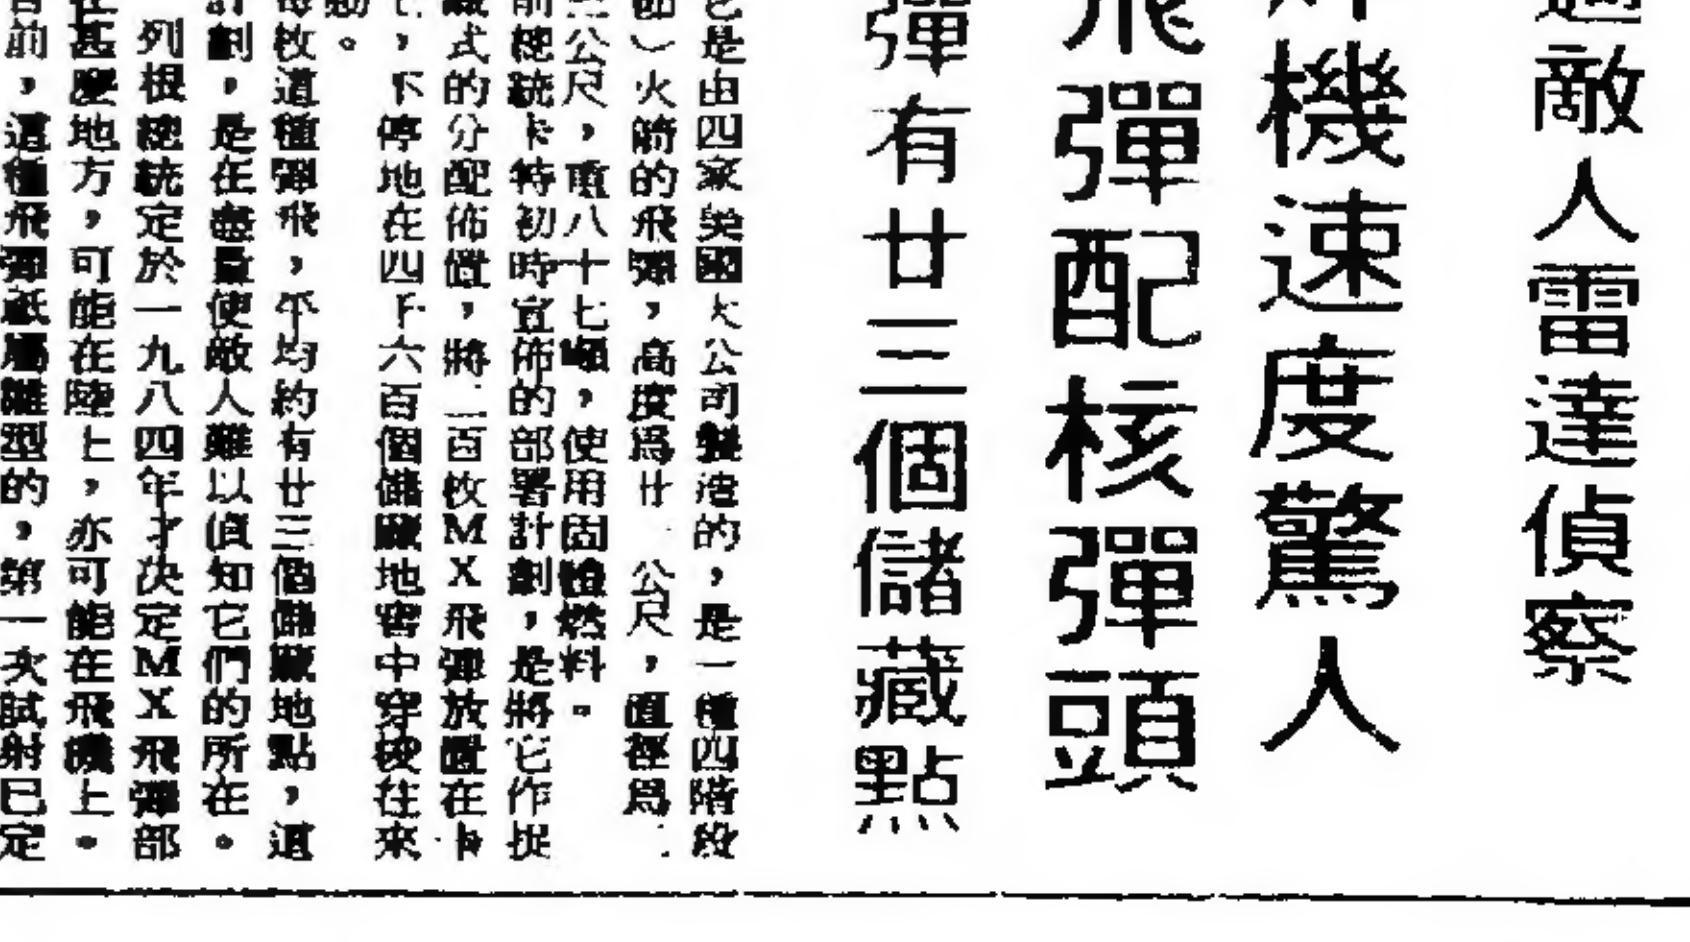 過敵人雷達偵察
炸機速度驚人
飛彈配核彈頭
彈有廿三個儲藏點
它是由四家美國大公司製造的，是一種四階段
節）火箭的飛彈，高度爲廿 公尺，直徑爲
公尺，重八十七噸，使用固體燃料。
前總統卡特初時宣佈的部署計劃，是將它作捉
藏式的分配佈置，將二百枚MX飛彈放置在卡
，下停地在四千六百個儲藏地窖中穿梭往來
動。
每枚道種彈飛，平均約有廿三個儲藏地點，這
計劃，是在盡量使敵人難以偵知它們的所在。
列根總統定於一九八四年才決定MX飛彈部
在甚麼地方，可能在陸上，亦可能在飛機上。
目前，這種飛彈祇屬雛型的，第一次試射已定